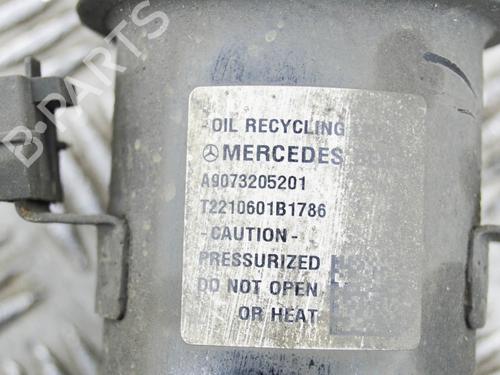 B-PARTS
- OIL RECYCLING
MERCEDES
A9073205201
T2210601B1786
- CAUTION -
PRESSURIZED
DO NOT OPEN
OR HEAT